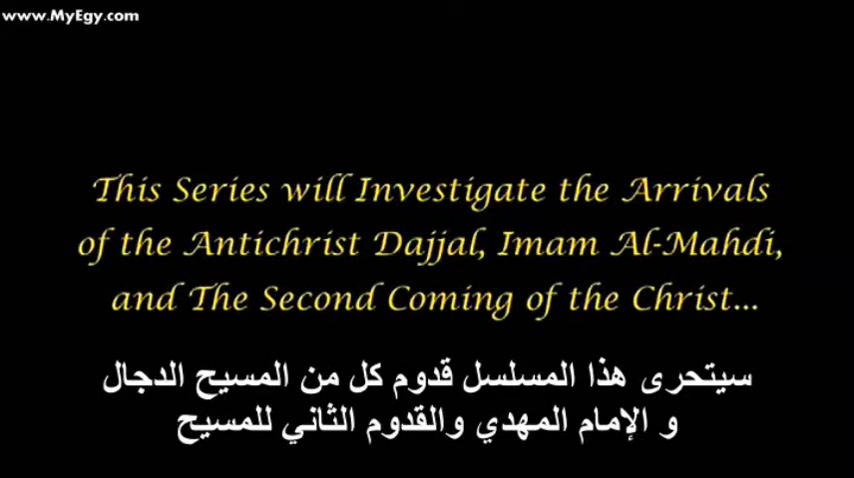 www.MyEgy.com
This Series will Investigate the Arrivals
of the Antichrist Dajjal, Imam Al-Mahdi,
and The Second Coming of the Christ...
سيتحرى هذا المسلسل قدوم كل من المسيح الدجال
و الإمام المهدي والقدوم الثاني للمسيح